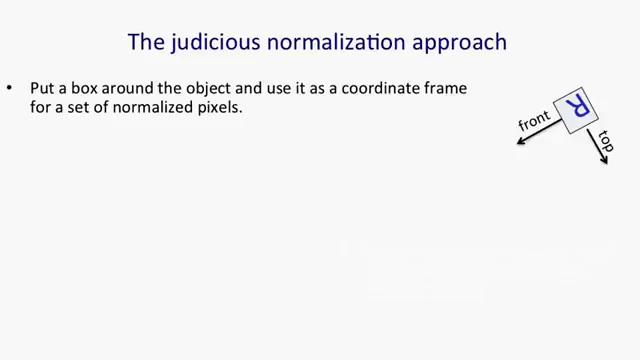 The judicious normalization approach
• Put a box around the object and use it as a coordinate frame
for a set of normalized pixels.
R
front
top